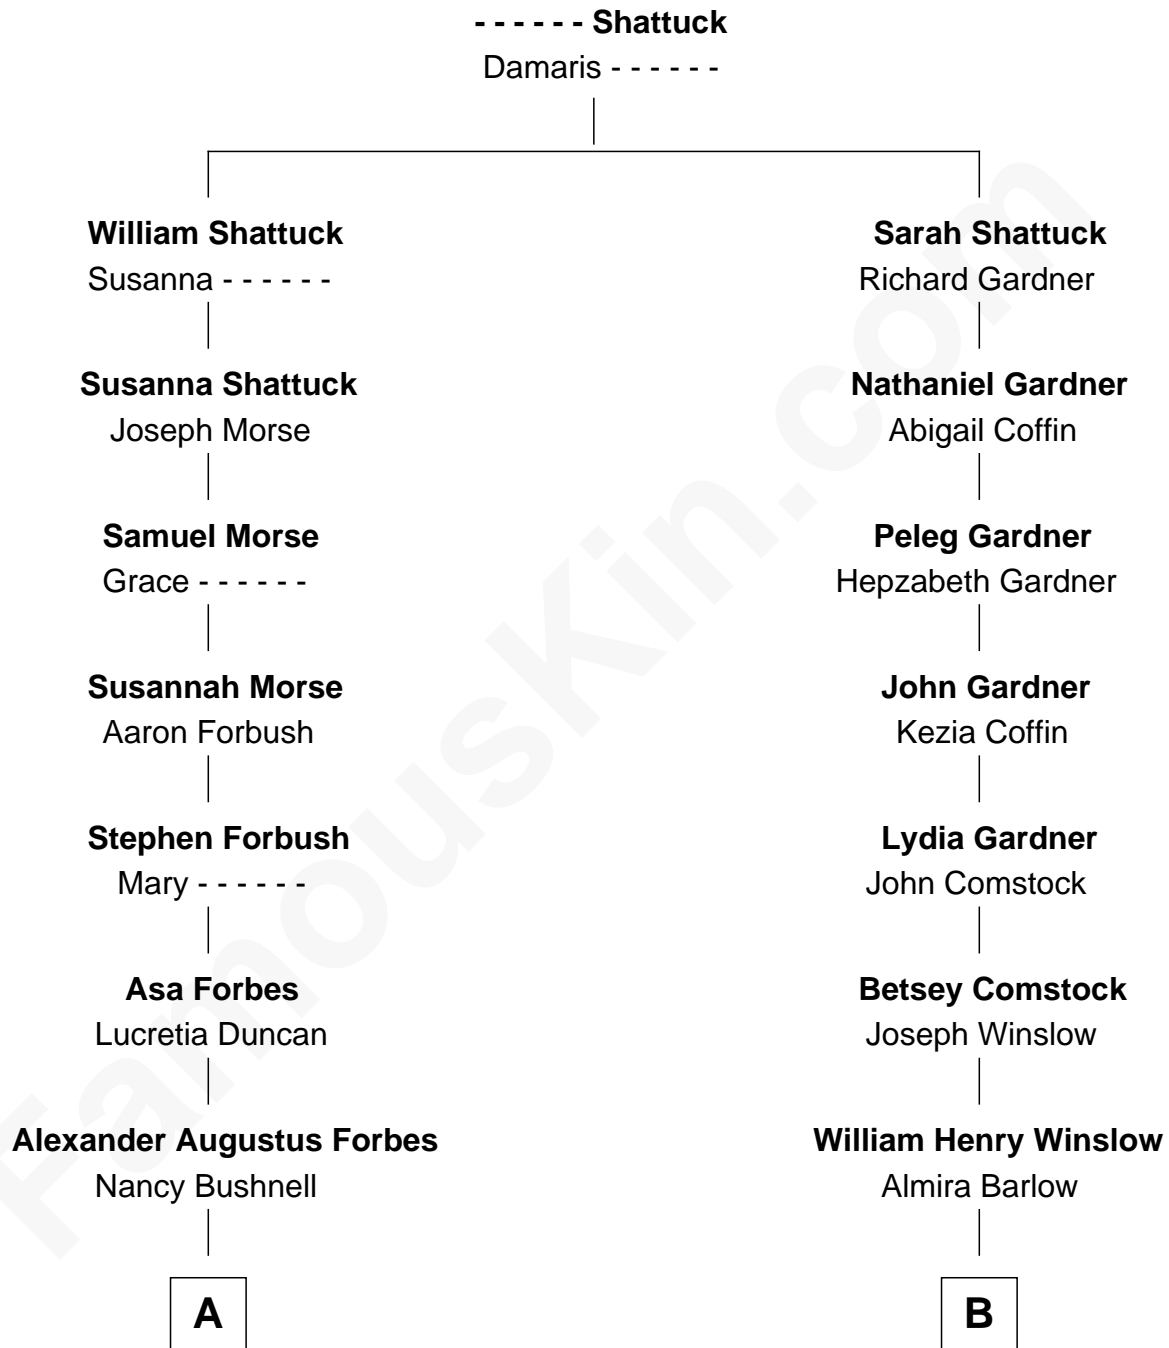 - - - - - - Shattuck
Damaris - - - - - -
William Shattuck
Susanna - - - - - -
Sarah Shattuck
Richard Gardner
Susanna Shattuck
Joseph Morse
Nathaniel Gardner
Abigail Coffin
Samuel Morse
Grace - - - - - -
Peleg Gardner
Hepzabeth Gardner
Susannah Morse
Aaron Forbush
John Gardner
Kezia Coffin
Stephen Forbush
Mary - - - - - -
Lydia Gardner
John Comstock
Asa Forbes
Lucretia Duncan
Betsey Comstock
Joseph Winslow
Alexander Augustus Forbes
Nancy Bushnell
William Henry Winslow
Almira Barlow
A
B
FamousKin.com